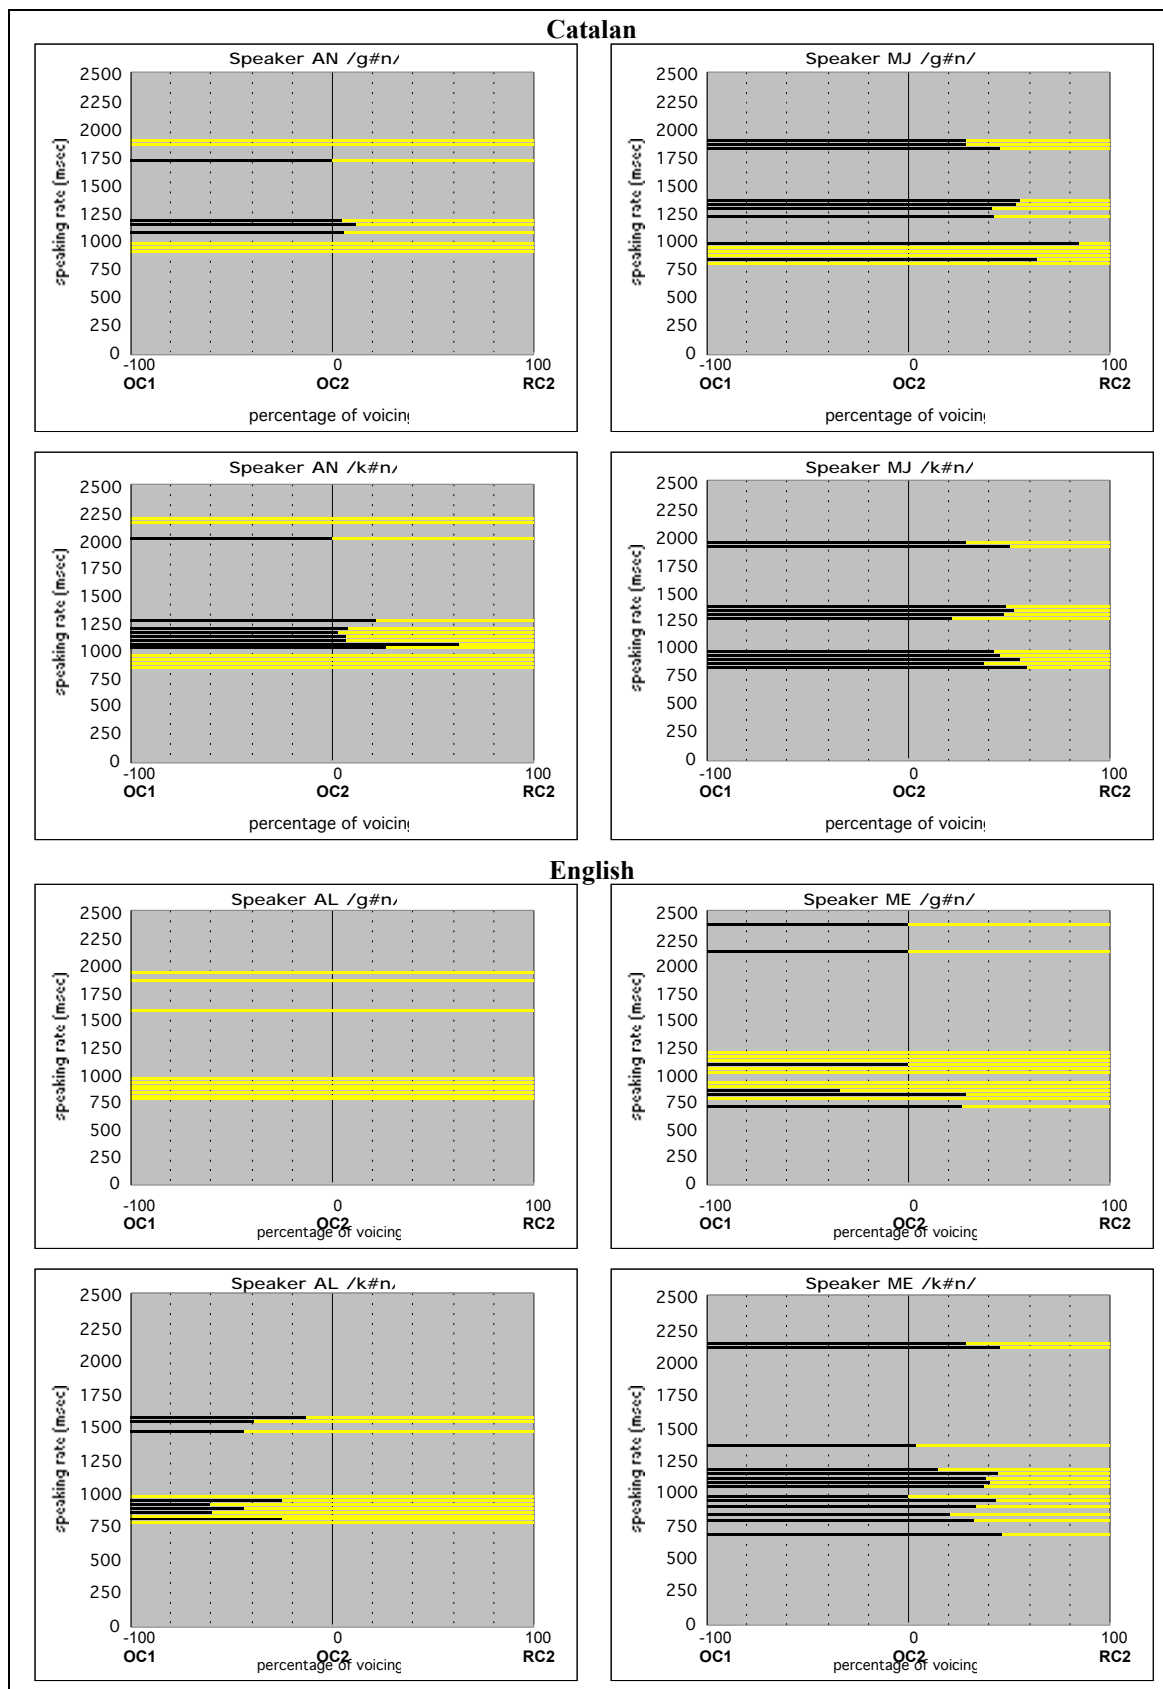 Catalan
Speaker AN /g#n/
2500
2250
2000
1750
1500
1250
1000
750
500
250
0
speaking rate (msec)
-100 0 100
OC1 OC2 RC2
percentage of voicing
Speaker MJ /g#n/
2500
2250
2000
1750
1500
1250
1000
750
500
250
0
speaking rate (msec)
-100 0 100
OC1 OC2 RC2
percentage of voicing
Speaker AN /k#n/
2500
2250
2000
1750
1500
1250
1000
750
500
250
0
speaking rate (msec)
-100 0 100
OC1 OC2 RC2
percentage of voicing
Speaker MJ /k#n/
2500
2250
2000
1750
1500
1250
1000
750
500
250
0
speaking rate (msec)
-100 0 100
OC1 OC2 RC2
percentage of voicing
English
Speaker AL /g#n/
2500
2250
2000
1750
1500
1250
1000
750
500
250
0
speaking rate (msec)
-100 0 100
OC1 OC2 RC2
percentage of voicing
Speaker ME /g#n/
2500
2250
2000
1750
1500
1250
1000
750
500
250
0
speaking rate (msec)
-100 0 100
OC1 OC2 RC2
percentage of voicing
Speaker AL /k#n/
2500
2250
2000
1750
1500
1250
1000
750
500
250
0
speaking rate (msec)
-100 0 100
OC1 OC2 RC2
percentage of voicing
Speaker ME /k#n/
2500
2250
2000
1750
1500
1250
1000
750
500
250
0
speaking rate (msec)
-100 0 100
OC1 OC2 RC2
percentage of voicing